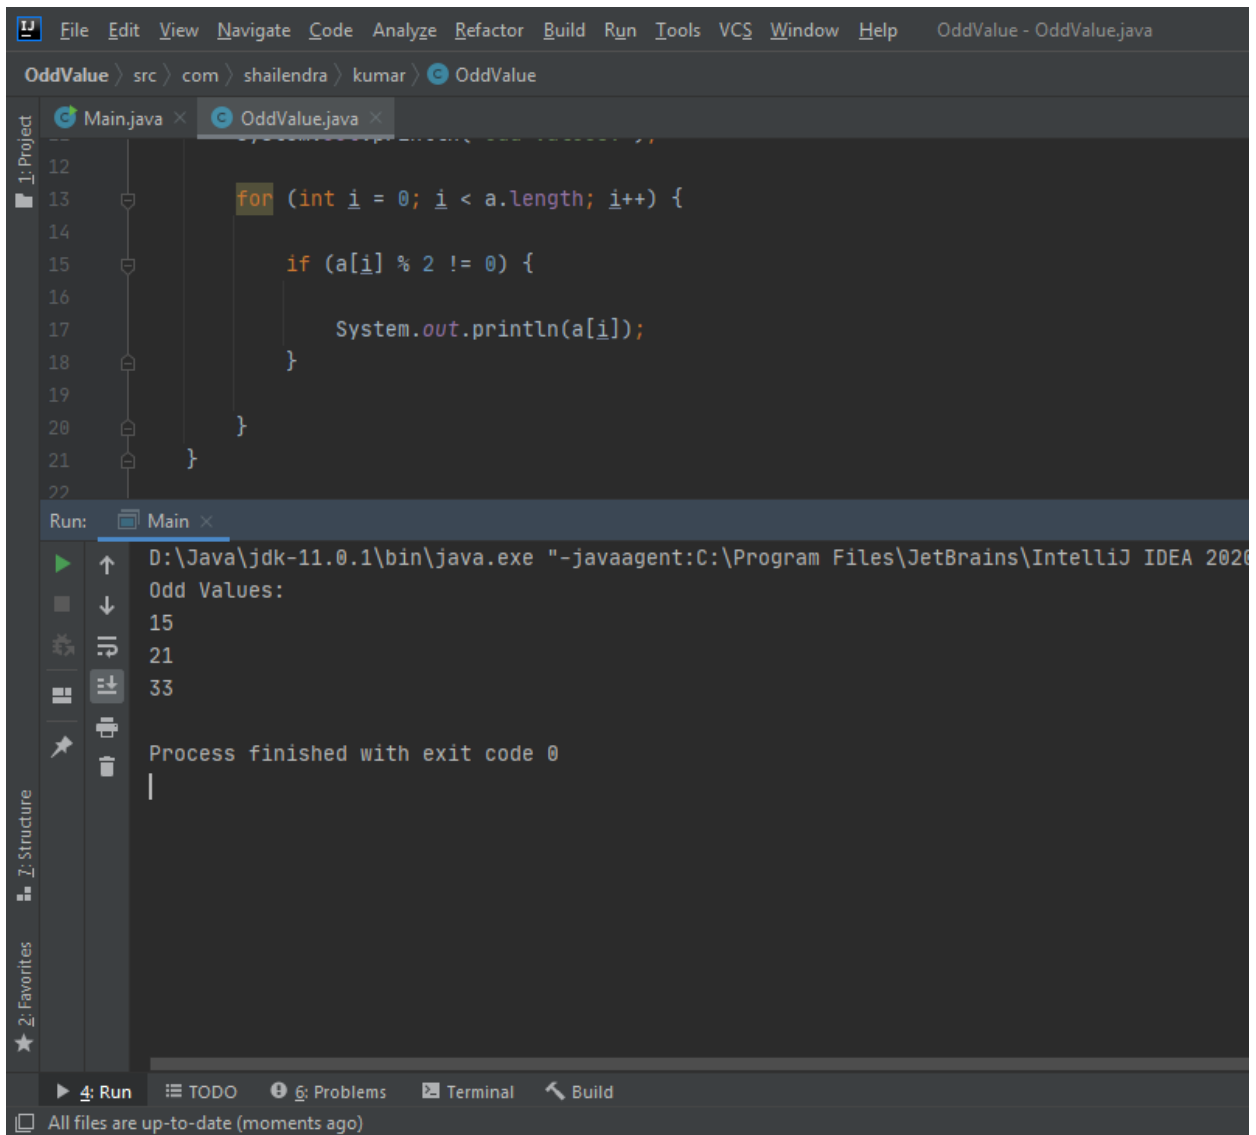 IJ File Edit View Navigate Code Analyze Refactor Build Run Tools VCS Window Help OddValue - OddValue.java
OddValue 〉 src 〉 com 〉 shailendra 〉 kumar 〉 C OddValue
1: Project
C Main.java × C OddValue.java ×
12
13 for (int i = 0; i < a.length; i++) {
14
15 if (a[i] % 2 != 0) {
16
17 System.out.println(a[i]);
18 }
19
20 }
21 }
22
Run: Main ×
D:\Java\jdk-11.0.1\bin\java.exe "-javaagent:C:\Program Files\JetBrains\IntelliJ IDEA 2020
Odd Values:
15
21
33
Process finished with exit code 0
7: Structure
2: Favorites
4: Run TODO 6: Problems Terminal Build
All files are up-to-date (moments ago)